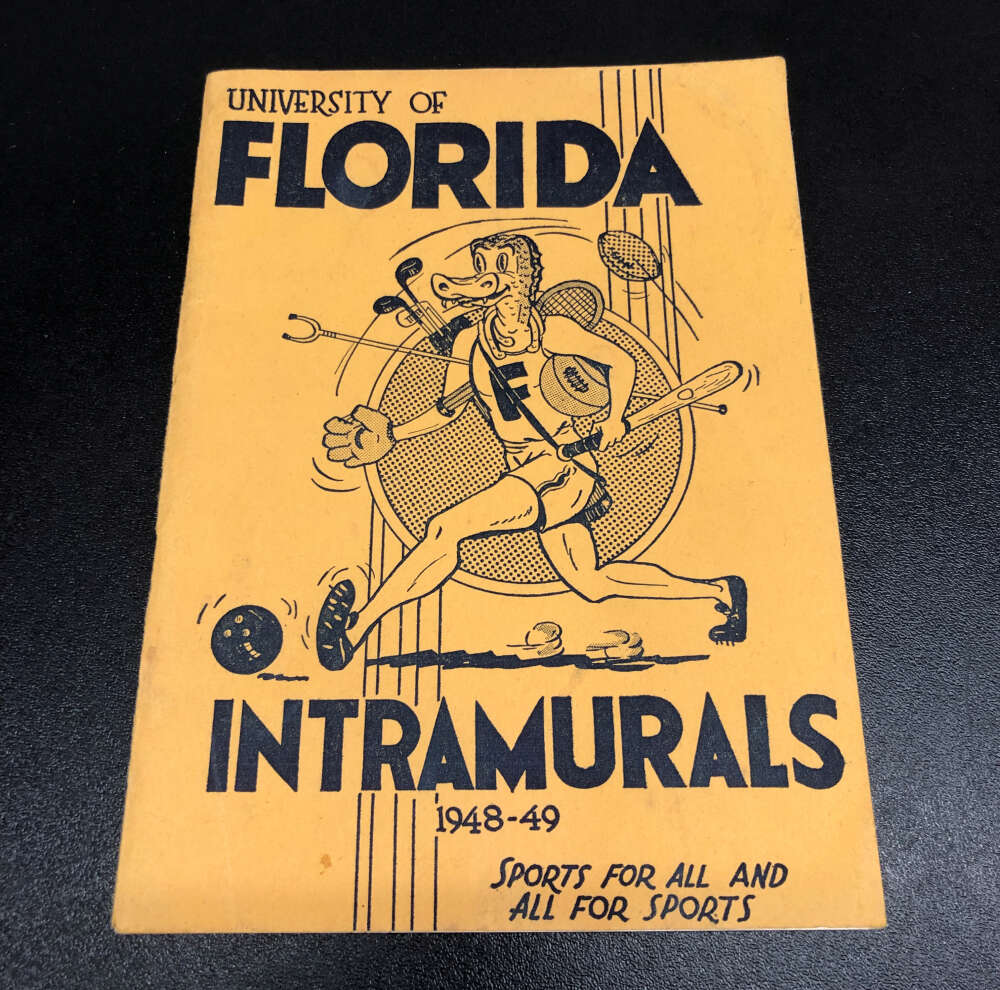 UNIVERSITY OF
FLORIDA
F
INTRAMURALS
1948-49
SPORTS FOR ALL AND
ALL FOR SPORTS